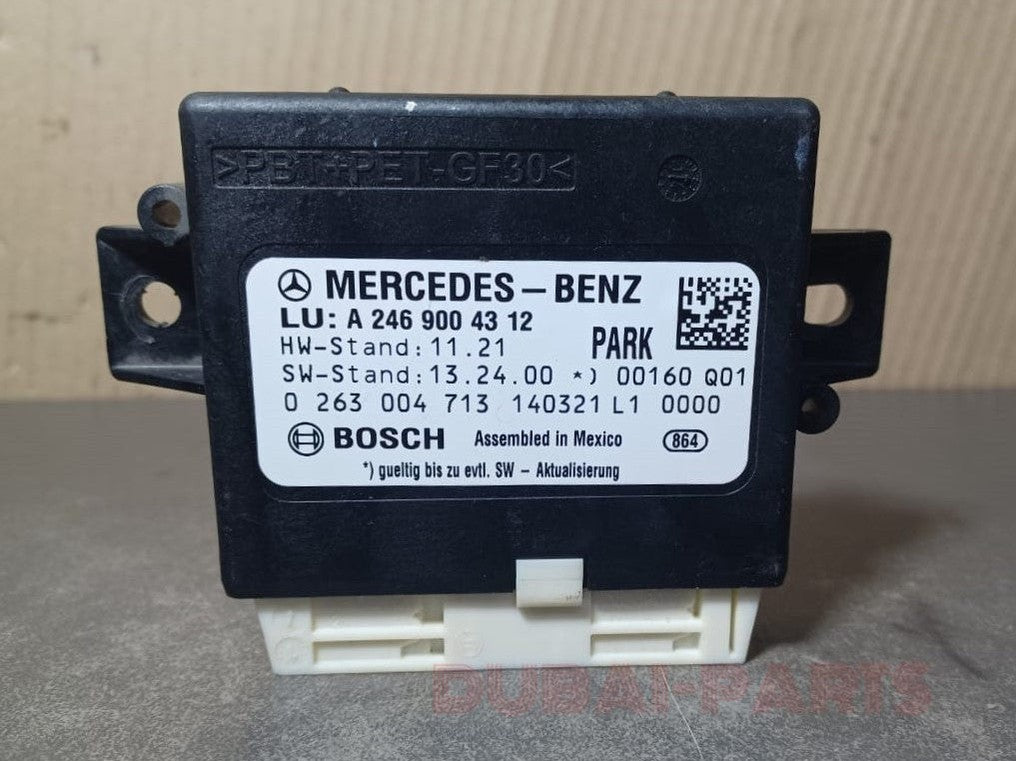 >PBT+PET-GF30<
MERCEDES-BENZ
LU: A 246 900 43 12
HW-Stand: 11.21 PARK
SW-Stand: 13.24.00 *) 00160 Q01
0 263 004 713 140321 L1 0000
BOSCH Assembled in Mexico 864
*) gueltig bis zu evtl. SW - Aktualisierung
DUBAI-PARTS